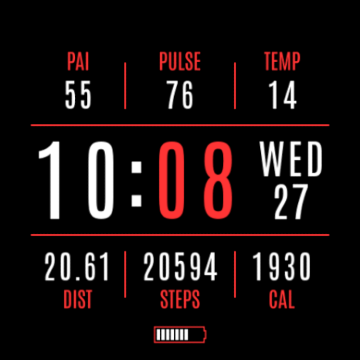 PAI PULSE TEMP
55 76 14
10:08 WED 27
20.61 20594 1930
DIST STEPS CAL